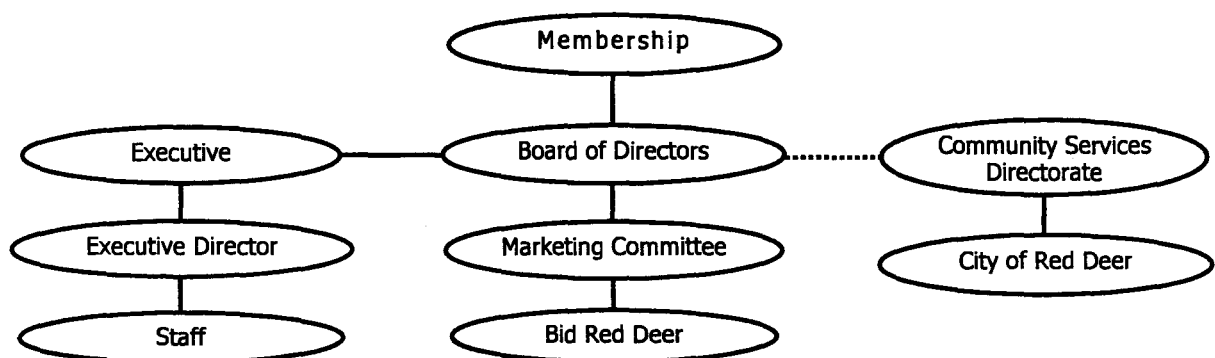 Membership
Executive
Board of Directors
Community Services
Directorate
Executive Director
Marketing Committee
City of Red Deer
Staff
Bid Red Deer